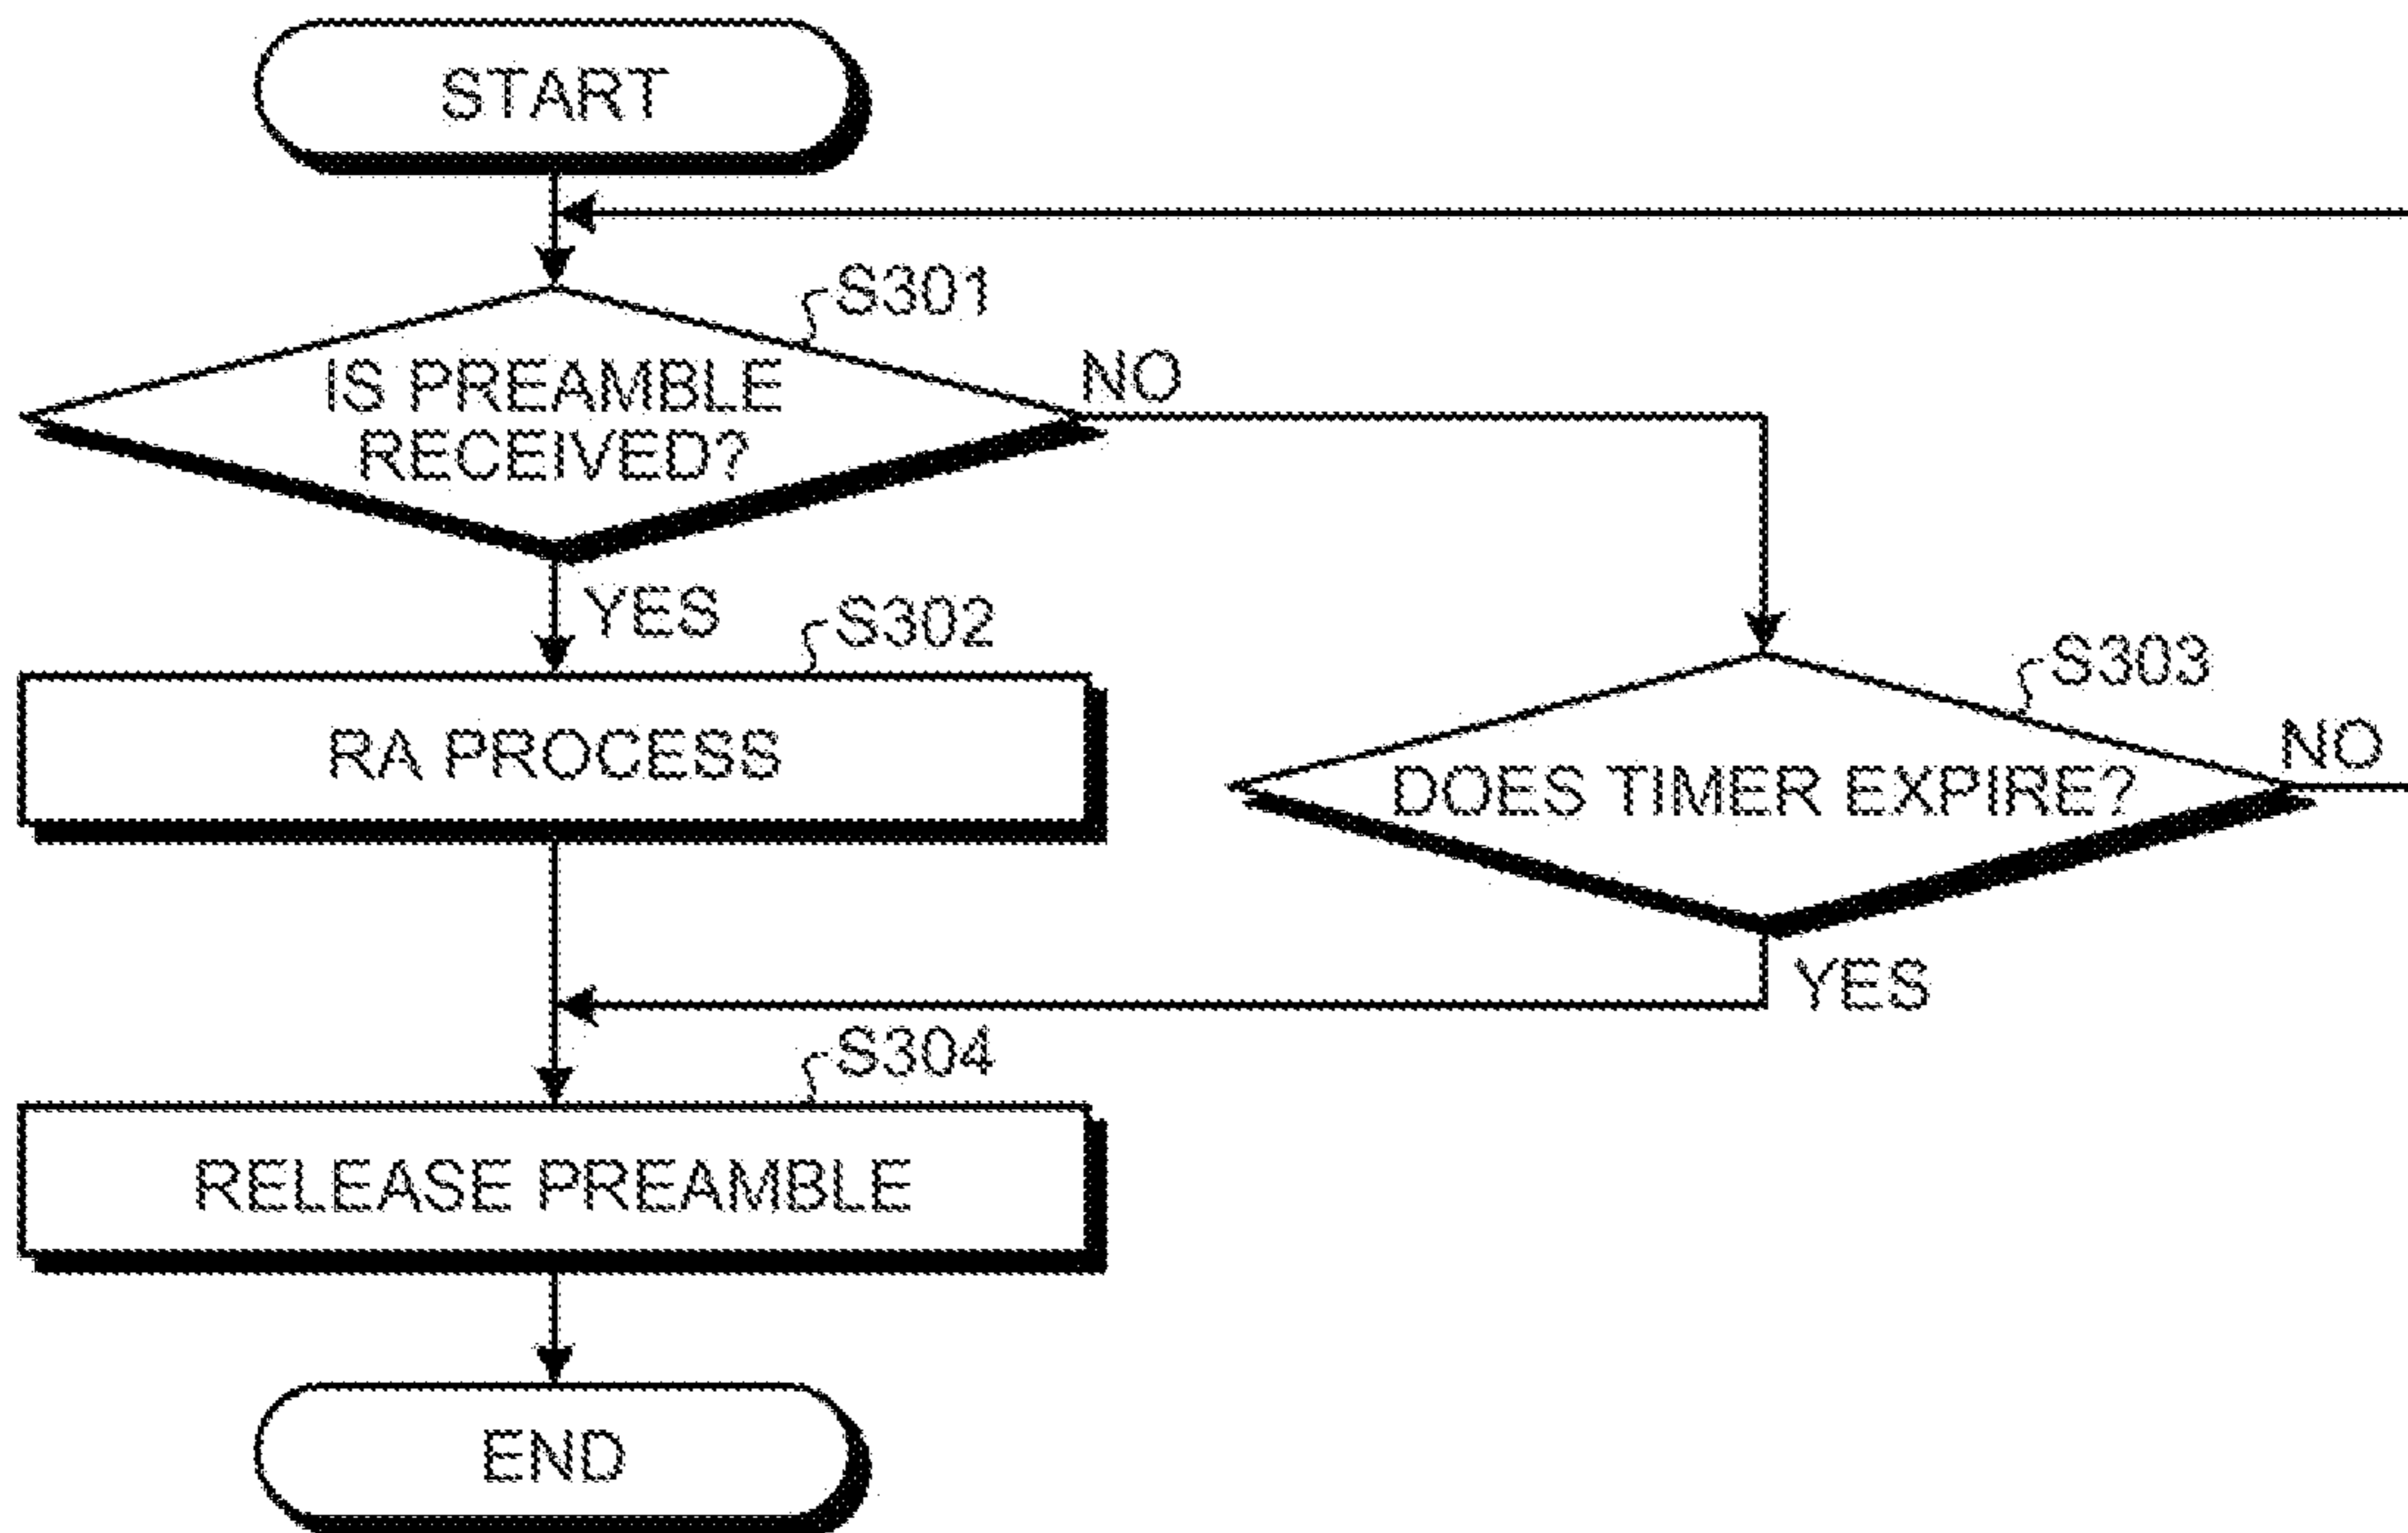 START
S301
IS PREAMBLE
RECEIVED?
NO
YES
S302
RA PROCESS
S303
DOES TIMER EXPIRE?
NO
YES
S304
RELEASE PREAMBLE
END